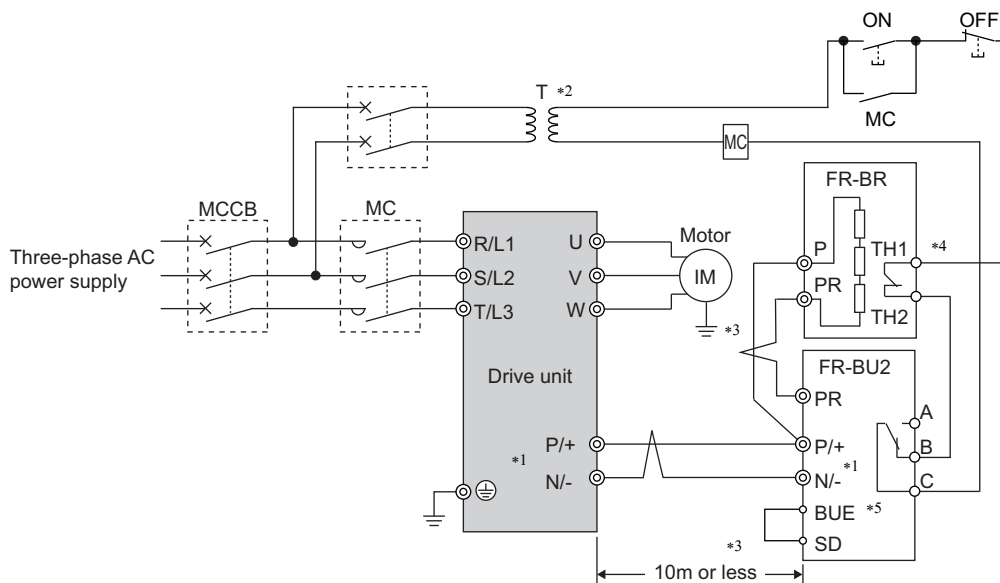 ON
OFF
T *2
MC
MC
FR-BR
MCCB
MC
Three-phase AC
power supply
R/L1
S/L2
T/L3
U
V
W
Motor
IM
P
PR
TH1
*4
TH2
*3
Drive unit
FR-BU2
PR
A
P/+
P/+
B
*1
N/-
N/-
*1
C
BUE
*5
SD
*3
10m or less